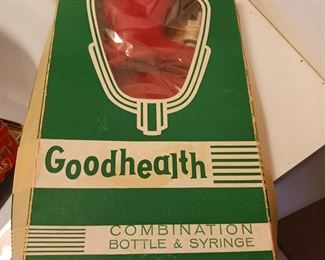 Goodhealth
COMBINATION
BOTTLE & SYRINGE